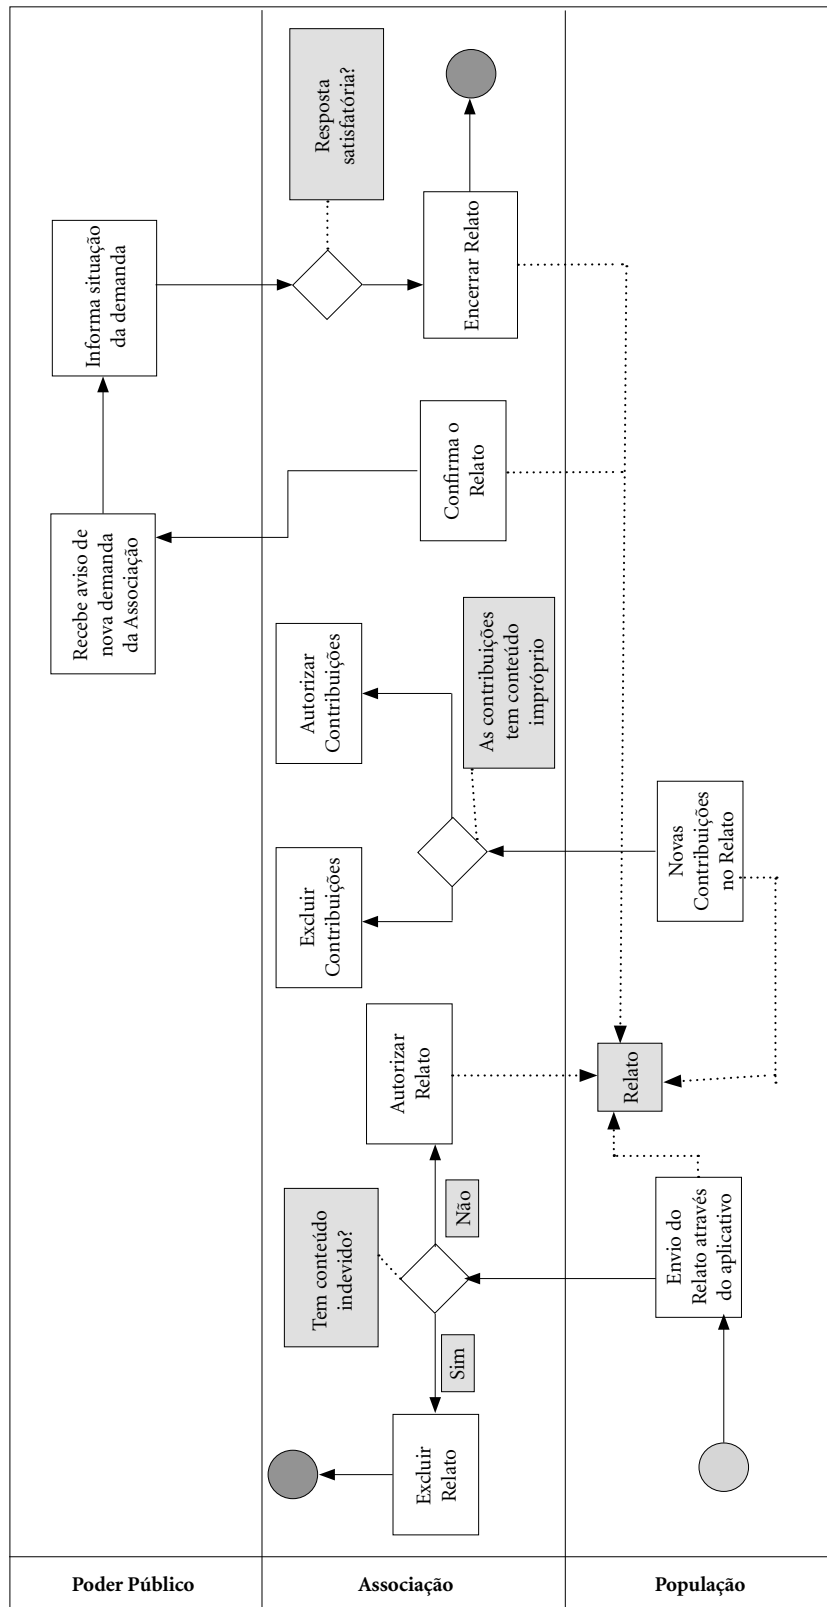 Poder Público
Recebe aviso de
nova demanda
da Associação
Informa situação
da demanda
Associação
Excluir
Relato
Sim
Tem conteúdo
indevido?
Não
Autorizar
Relato
Excluir
Contribuições
Autorizar
Contribuições
As contribuições
tem conteúdo
impróprio
Confirma o
Relato
Resposta
satisfatória?
Encerrar Relato
População
Envio do
Relato através
do aplicativo
Relato
Novas
Contribuições
no Relato